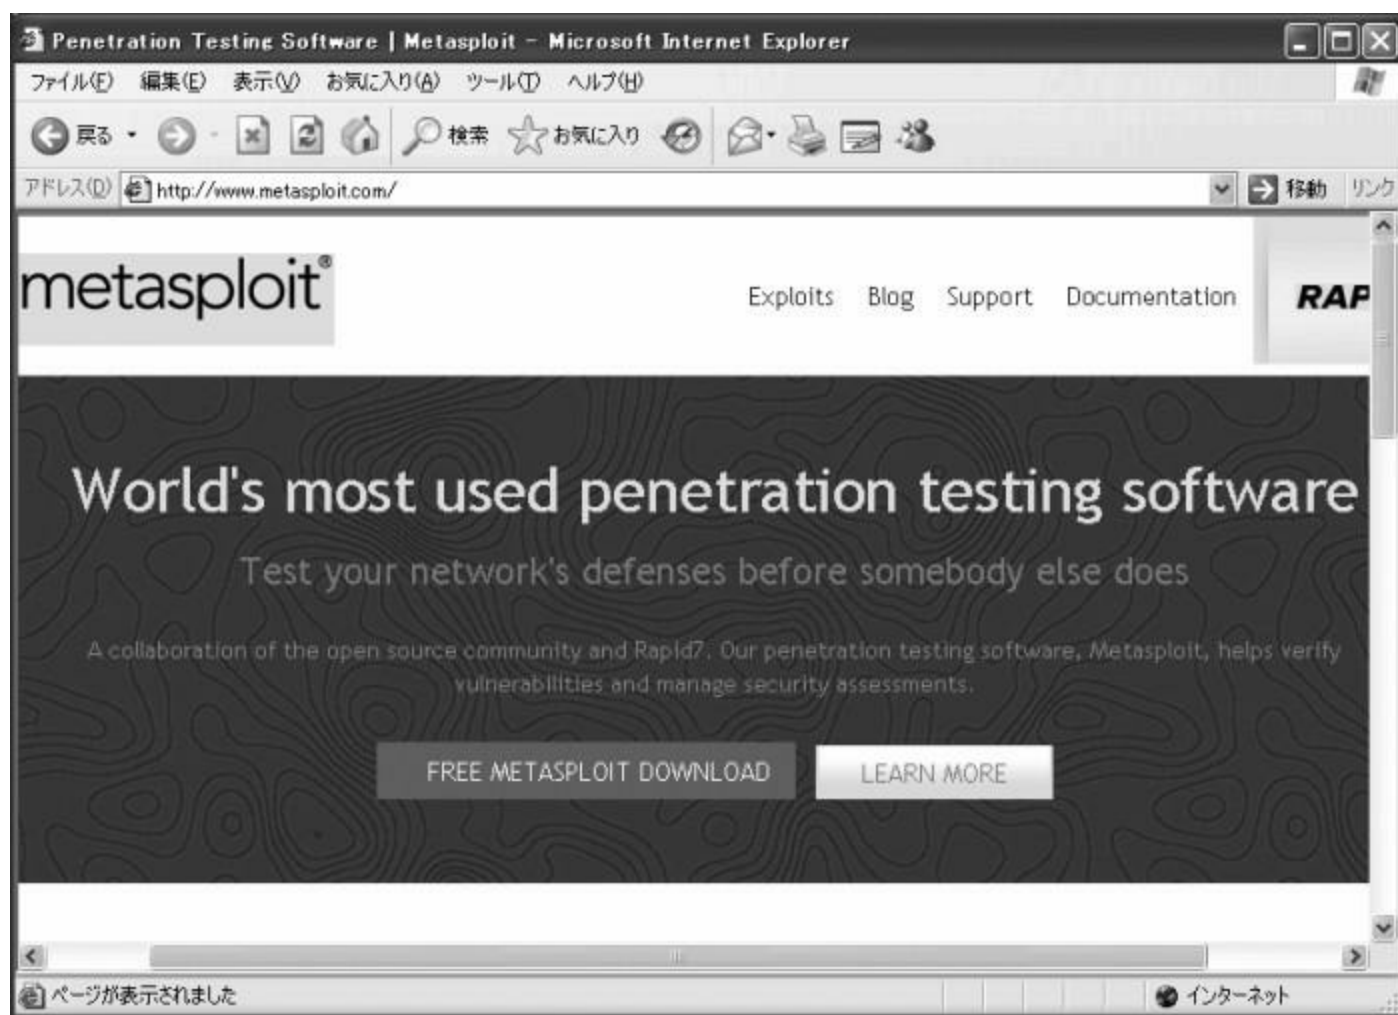 Penetration Testing Software | Metasploit - Microsoft Internet Explorer
ファイル(F) 編集(E) 表示(V) お気に入り(A) ツール(T) ヘルプ(H)
戻る 検索 お気に入り
アドレス(D) http://www.metasploit.com/ 移動 リンク
metasploit® Exploits Blog Support Documentation RAP
World's most used penetration testing software
Test your network's defenses before somebody else does
A collaboration of the open source community and Rapid7. Our penetration testing software, Metasploit, helps verify
vulnerabilities and manage security assessments.
FREE METASPLOIT DOWNLOAD LEARN MORE
ページが表示されました インターネット